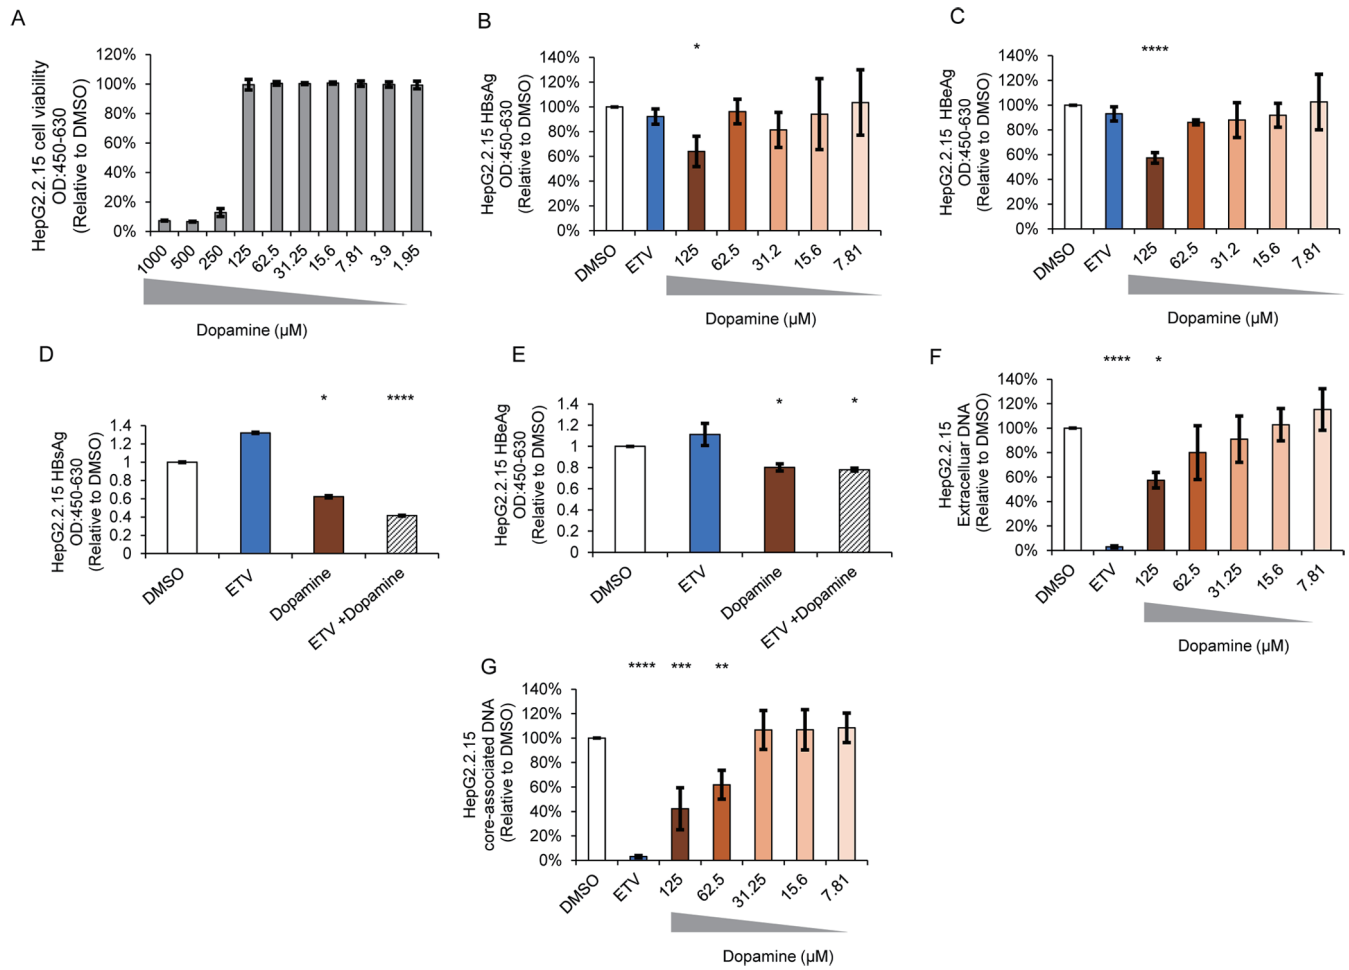 A
HepG2.2.15 cell viability
OD:450-630
(Relative to DMSO)
120%
100%
80%
60%
40%
20%
0%
1000 500 250 125 62.5 31.25 15.6 7.81 3.9 1.95
Dopamine (µM)
B
*
HepG2.2.15 HBsAg
OD:450-630
(Relative to DMSO)
140%
120%
100%
80%
60%
40%
20%
0%
DMSO ETV 125 62.5 31.2 15.6 7.81
Dopamine (µM)
C
****
HepG2.2.15 HBeAg
OD:450-630
(Relative to DMSO)
140%
120%
100%
80%
60%
40%
20%
0%
DMSO ETV 125 62.5 31.2 15.6 7.81
Dopamine (µM)
D
* ****
HepG2.2.15 HBsAg
OD:450-630
(Relative to DMSO)
1.4
1.2
1
0.8
0.6
0.4
0.2
0
DMSO ETV Dopamine ETV +Dopamine
E
* *
HepG2.2.15 HBeAg
OD:450-630
(Relative to DMSO)
1.4
1.2
1
0.8
0.6
0.4
0.2
0
DMSO ETV Dopamine ETV +Dopamine
F
**** *
HepG2.2.15
Extracelluar DNA
(Relative to DMSO)
140%
120%
100%
80%
60%
40%
20%
0%
DMSO ETV 125 62.5 31.25 15.6 7.81
Dopamine (µM)
G
**** *** **
HepG2.2.15
core-associated DNA
(Relative to DMSO)
140%
120%
100%
80%
60%
40%
20%
0%
DMSO ETV 125 62.5 31.25 15.6 7.81
Dopamine (µM)